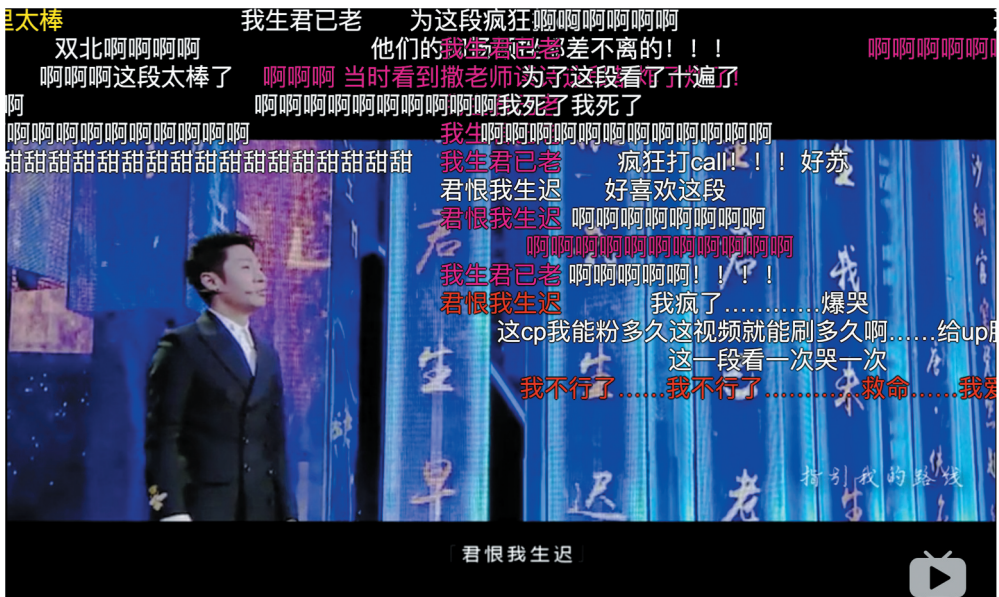 里太棒
我生君已老
为这段疯狂
啊啊啊啊啊啊
双北啊啊啊啊
他们的
都差不离的！！！
啊啊啊啊啊
啊啊啊这段太棒了
啊啊啊 当时看到撒老师
为了这段看了十遍了
啊
啊啊啊啊啊啊啊啊啊啊我死了我死了
啊啊啊啊啊啊啊啊啊啊
我生
啊啊啊啊啊啊啊啊啊啊啊啊
甜甜甜甜甜甜甜甜甜甜甜甜甜甜甜甜甜
我生君已老
疯狂打call！！！好苏
君恨我生迟
好喜欢这段
君恨我生迟
啊啊啊啊啊啊啊啊
啊啊啊啊啊啊啊啊啊啊啊
我生君已老
啊啊啊啊啊！！！！
君恨我生迟
我疯了…………爆哭
这cp我能粉多久这视频就能刷多久啊……给up
这一段看一次哭一次
我不行了……我不行了…………救命……我爱
君
生
早
迟
君
老
我
生
未
指引我的路线
「君恨我生迟」